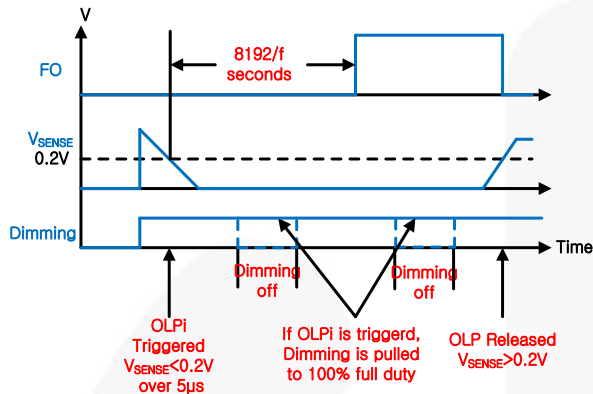 V
FO
8192/f
seconds
VSENSE
0.2V
Dimming
Time
Dimming
off
Dimming
off
OLPi
Triggered
VSENSE<0.2V
over 5µs
If OLPi is triggerd,
Dimming is pulled
to 100% full duty
OLP Released
VSENSE>0.2V